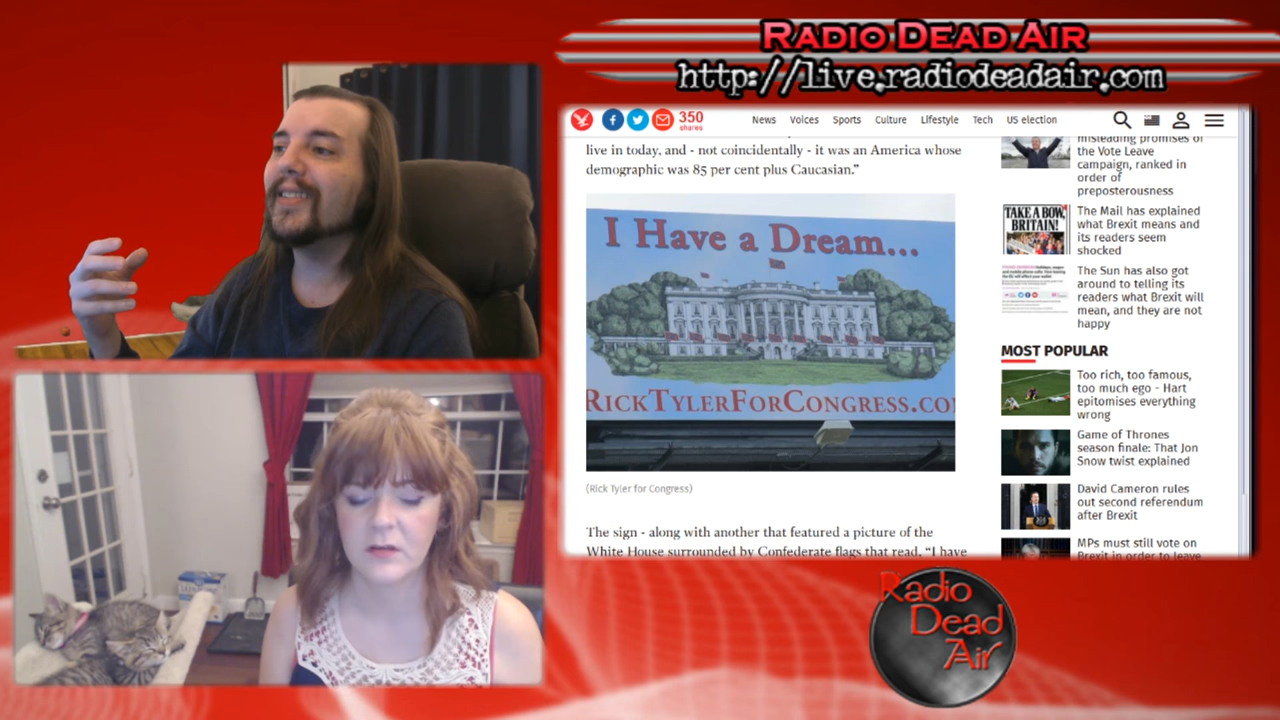 RADIO DEAD AIR
http://live.radiodeadair.com
350
shares
News Voices Sports Culture Lifestyle Tech US election
live in today, and - not coincidentally - it was an America whose
demographic was 85 per cent plus Caucasian.”
I Have a Dream...
RICKTYLERFORCONGRESS.CO
(Rick Tyler for Congress)
The sign - along with another that featured a picture of the
White House surrounded by Confederate flags that read, “I have
misleading promises of
the Vote Leave
campaign, ranked in
order of
preposterousness
TAKE A BOW,
BRITAIN!
The Mail has explained
what Brexit means and
its readers seem
shocked
The Sun has also got
around to telling its
readers what Brexit will
mean, and they are not
happy
MOST POPULAR
Too rich, too famous,
too much ego - Hart
epitomises everything
wrong
Game of Thrones
season finale: That Jon
Snow twist explained
David Cameron rules
out second referendum
after Brexit
MPs must still vote on
Brexit in order to leave
Radio
Dead
Air